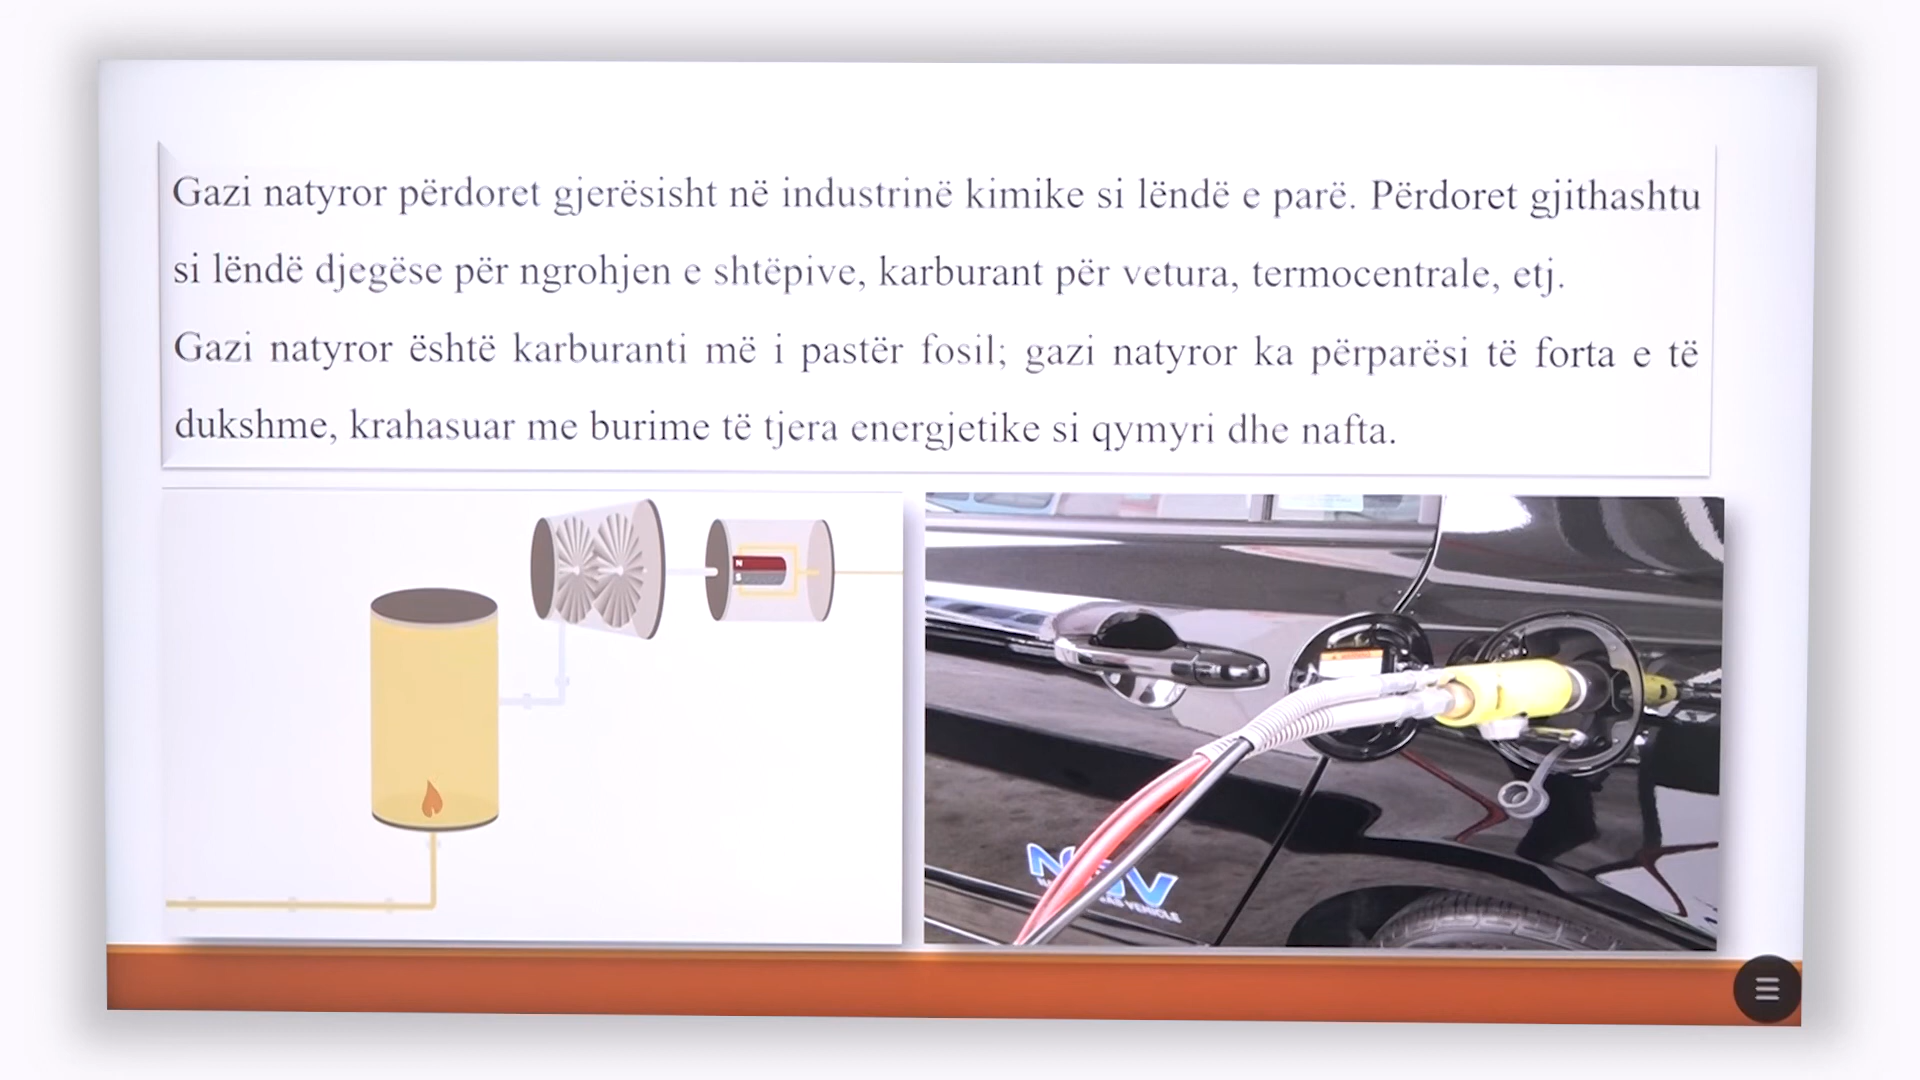 Gazi natyror përdoret gjerësisht në industrinë kimike si lëndë e parë. Përdoret gjithashtu
si lëndë djegëse për ngrohjen e shtëpive, karburant për vetura, termocentrale, etj.
Gazi natyror është karburanti më i pastër fosil; gazi natyror ka përparësi të forta e të
dukshme, krahasuar me burime të tjera energjetike si qymyri dhe nafta.
N
S
VEHICLE